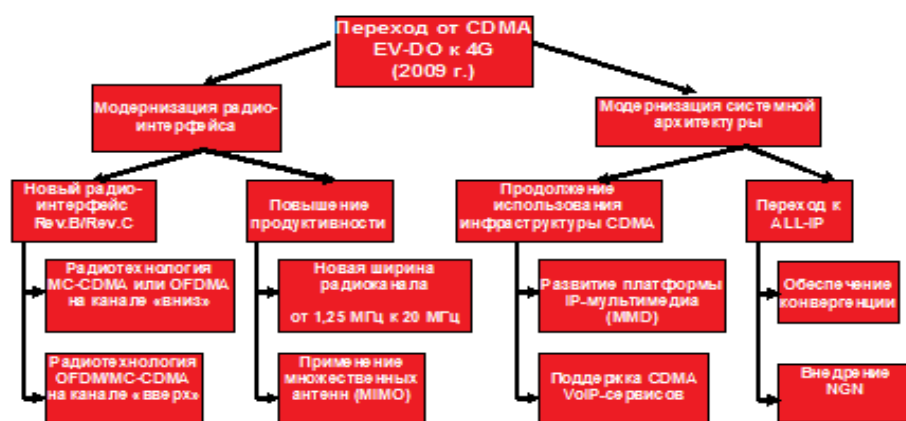 Переход от CDMA
EV-DO к 4G
(2009 г.)
Модернизация радио-
интерфейса
Модернизация системной
архитектуры
Новый радио-
интерфейс
Rev.B/Rev.C
Повышение
продуктивности
Продолжение
использования
инфраструктуры CDMA
Переход к
ALL-IP
Радиотехнология
MC-CDMA или OFDMA
на канале «вниз»
Новая ширина
радиоканала
от 1,25 МГц к 20 МГц
Развитие платформы
IP-мультимедиа
(MMD)
Обеспечение
конвергенции
Радиотехнология
OFDM/MC-CDMA
на канале «вверх»
Применение
множественных
антенн (MIMO)
Поддержка CDMA
VoIP-сервисов
Внедрение
NGN